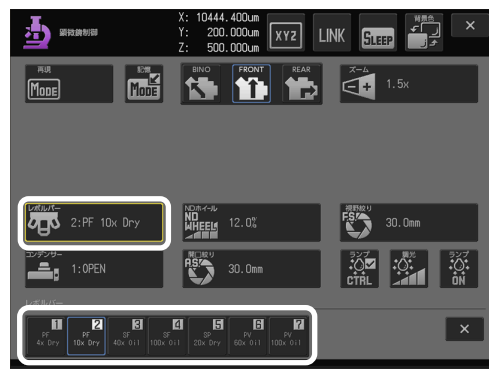 顕微鏡制御
X: 10444.400um
Y: 200.000um
Z: 500.000um
XYZ
LINK
SLEEP
背景色
×
再現
MODE
記憶
MODE
BINO
FRONT
REAR
ズーム
1.5x
レボルバー
2:PF 10x Dry
NDホイール
ND WHEEL
12.0%
視野絞り
F.S.
30.0mm
コンデンサー
1:OPEN
開口絞り
A.S.
30.0mm
ランプ
CTRL
調光
ランプ
ON
レボルバー
1 2 3 4 5 6 7
PF PF SF SF SP PV PV
4x Dry 10x Dry 40x Oil 100x Oil 20x Dry 60x Oil 100x Oil
×